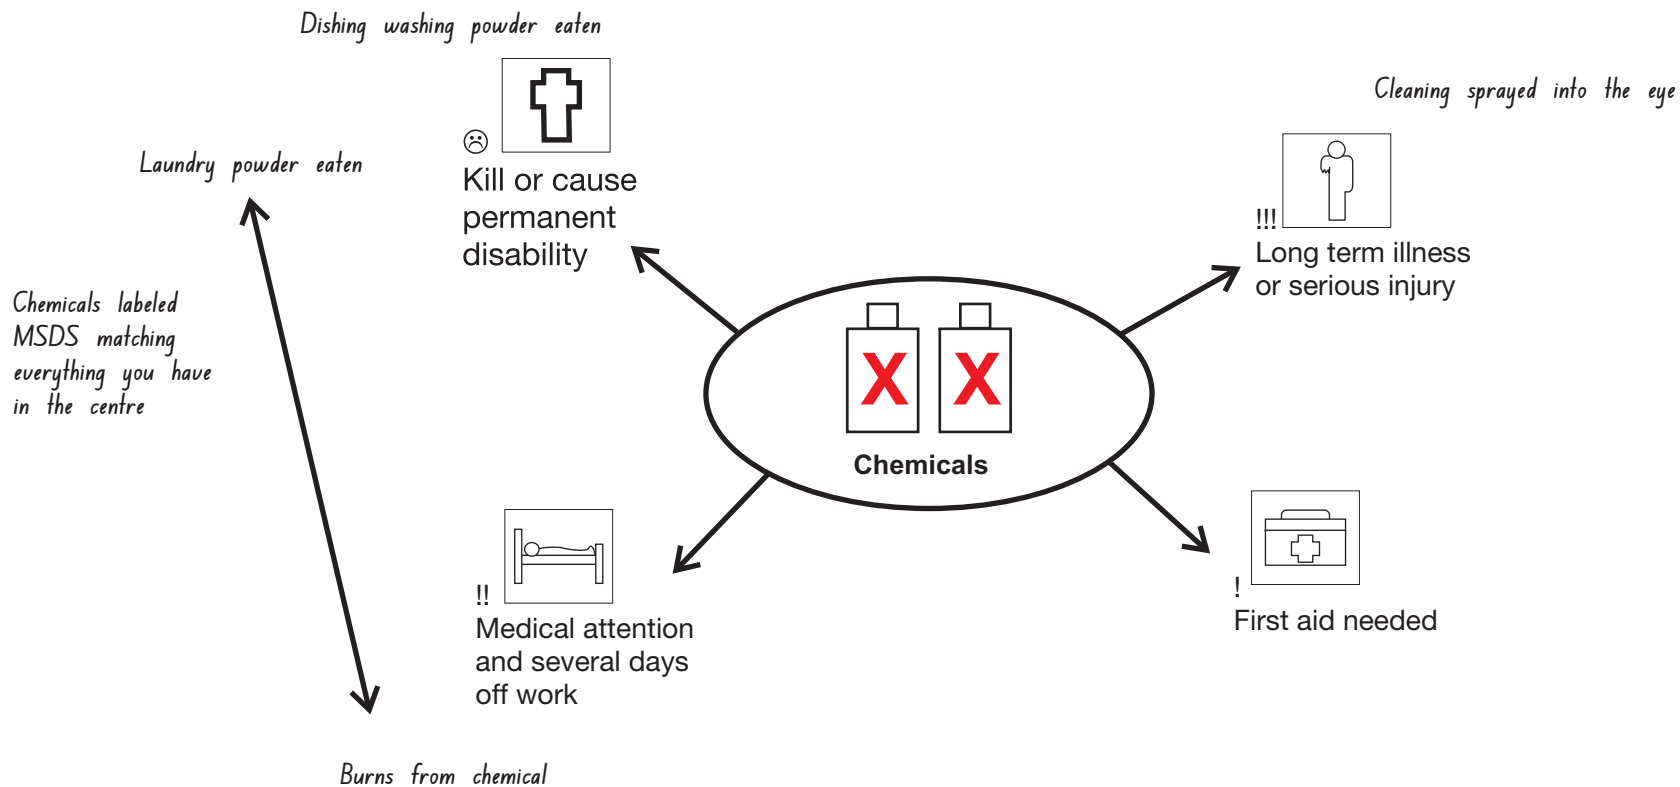 Dishing washing powder eaten
Cleaning sprayed into the eye
Laundry powder eaten
Kill or cause
permanent
disability
!!!
Long term illness
or serious injury
Chemicals labeled
MSDS matching
everything you have
in the centre
X X
Chemicals
!!
Medical attention
and several days
off work
!
First aid needed
Burns from chemical